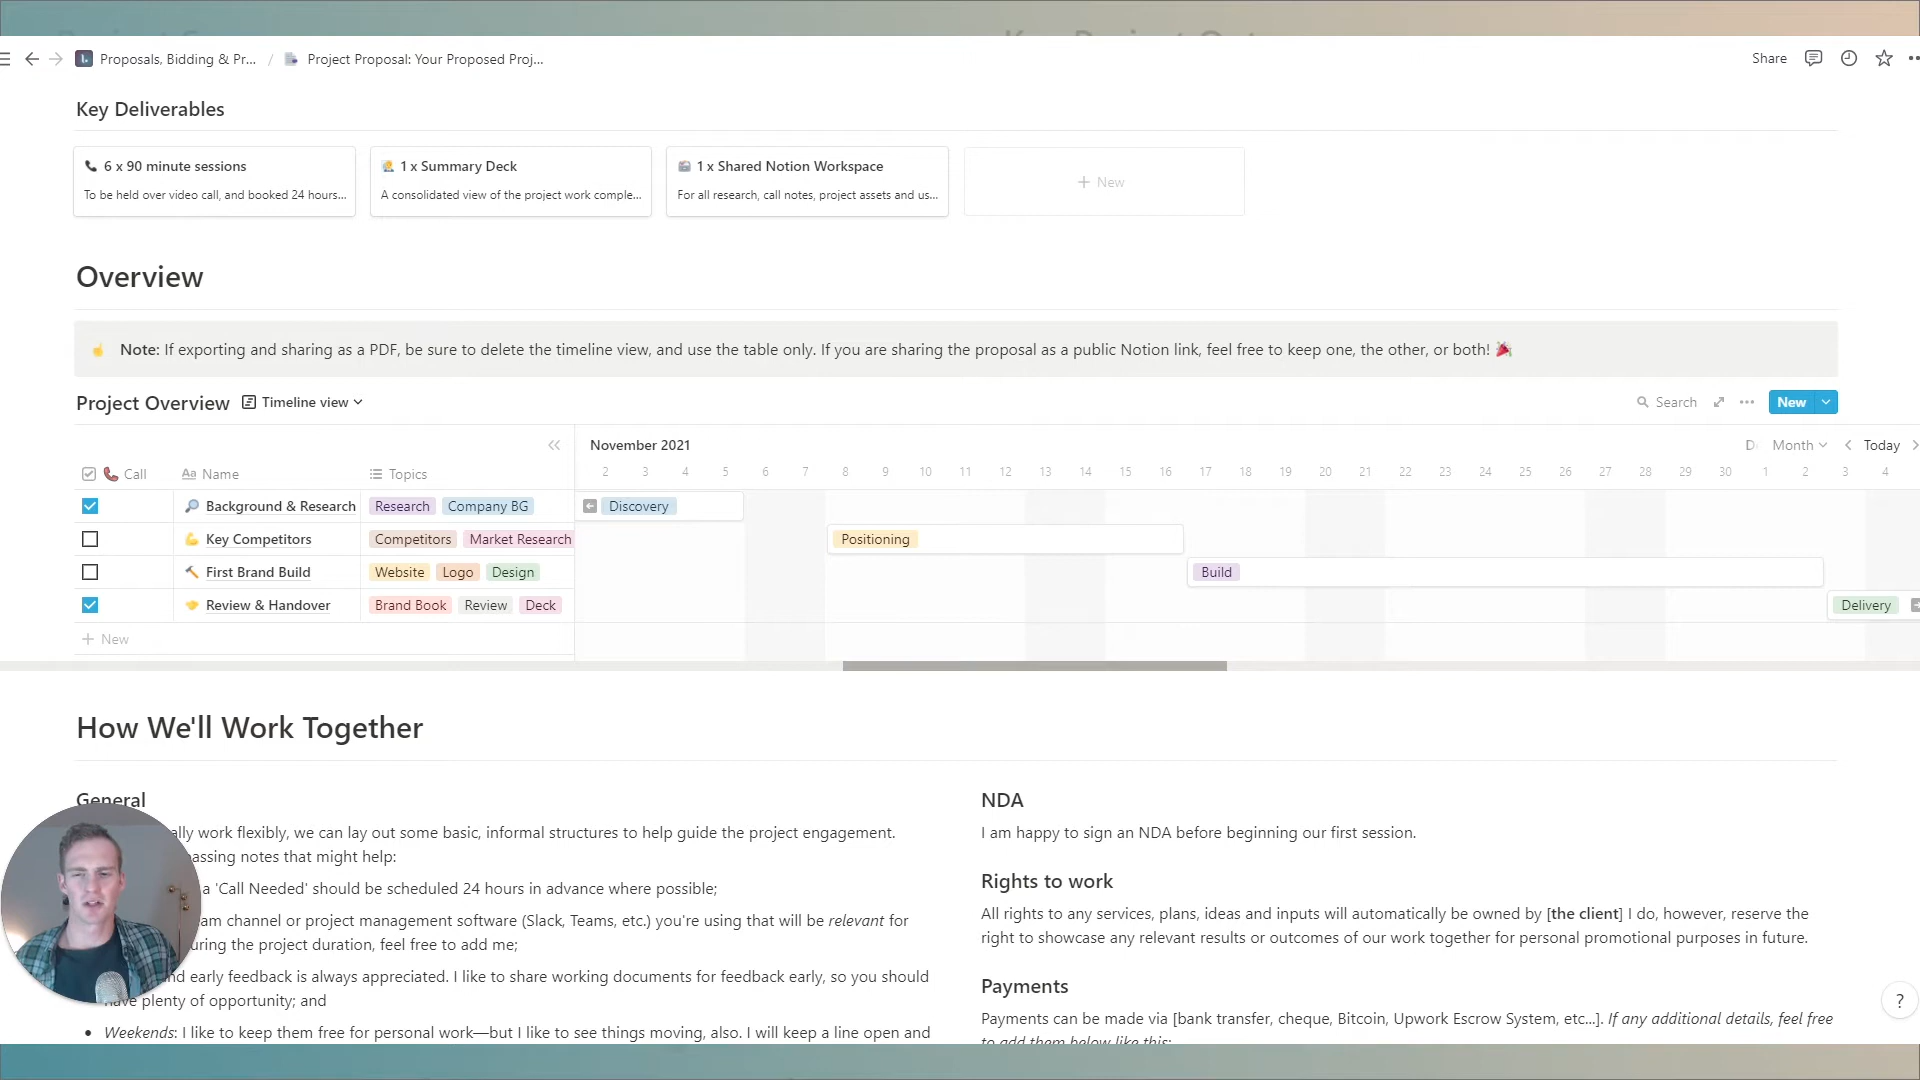 Proposals, Bidding & Pr... / Project Proposal: Your Proposed Proj...
Share
Key Deliverables
6 x 90 minute sessions
To be held over video call, and booked 24 hours...
1 x Summary Deck
A consolidated view of the project work comple...
1 x Shared Notion Workspace
For all research, call notes, project assets and us...
+ New
Overview
Note: If exporting and sharing as a PDF, be sure to delete the timeline view, and use the table only. If you are sharing the proposal as a public Notion link, feel free to keep one, the other, or both!
Project Overview Timeline view
Search New
November 2021
Month Today
Call Aa Name Topics
2 3 4 5 6 7 8 9 10 11 12 13 14 15 16 17 18 19 20 21 22 23 24 25 26 27 28 29 30 1 2 3 4
Background & Research Research Company BG Discovery
Key Competitors Competitors Market Research Positioning
First Brand Build Website Logo Design Build
Review & Handover Brand Book Review Deck Delivery
+ New
How We'll Work Together
General
ally work flexibly, we can lay out some basic, informal structures to help guide the project engagement.
assing notes that might help:
a 'Call Needed' should be scheduled 24 hours in advance where possible;
am channel or project management software (Slack, Teams, etc.) you're using that will be relevant for
uring the project duration, feel free to add me;
nd early feedback is always appreciated. I like to share working documents for feedback early, so you should
have plenty of opportunity; and
• Weekends: I like to keep them free for personal work—but I like to see things moving, also. I will keep a line open and
NDA
I am happy to sign an NDA before beginning our first session.
Rights to work
All rights to any services, plans, ideas and inputs will automatically be owned by [the client] I do, however, reserve the
right to showcase any relevant results or outcomes of our work together for personal promotional purposes in future.
Payments
Payments can be made via [bank transfer, cheque, Bitcoin, Upwork Escrow System, etc...]. If any additional details, feel free
to add them below like this:
?